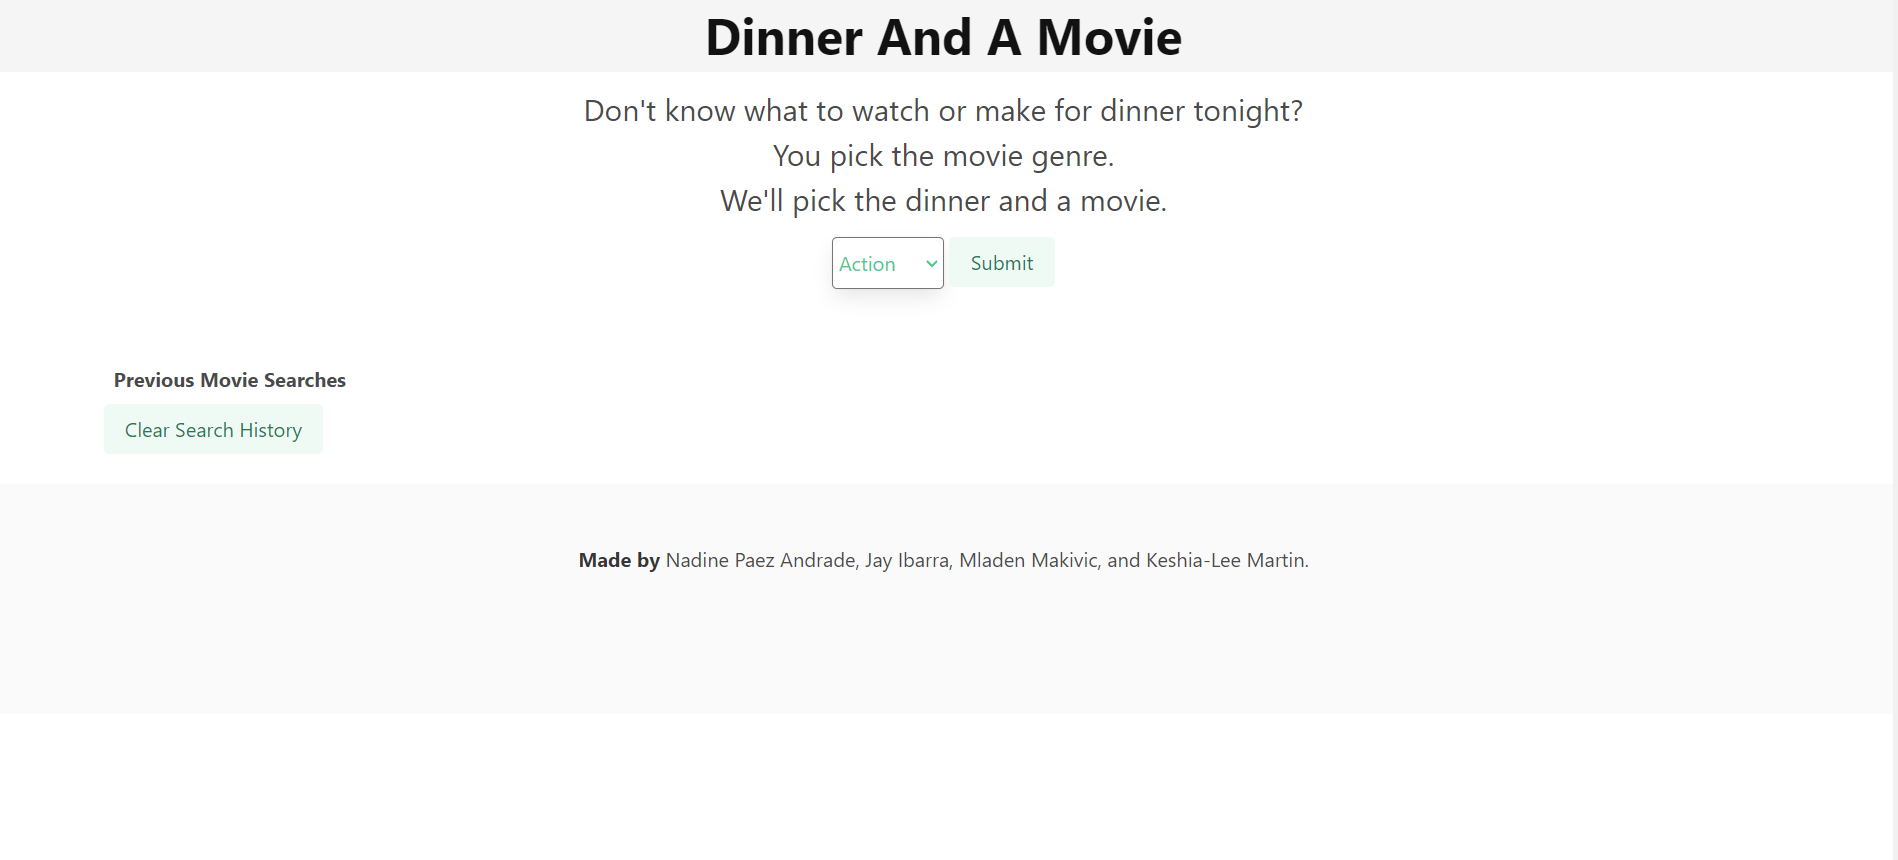 Dinner And A Movie
Don't know what to watch or make for dinner tonight?
You pick the movie genre.
We'll pick the dinner and a movie.
Action
Submit
Previous Movie Searches
Clear Search History
Made by Nadine Paez Andrade, Jay Ibarra, Mladen Makivic, and Keshia-Lee Martin.